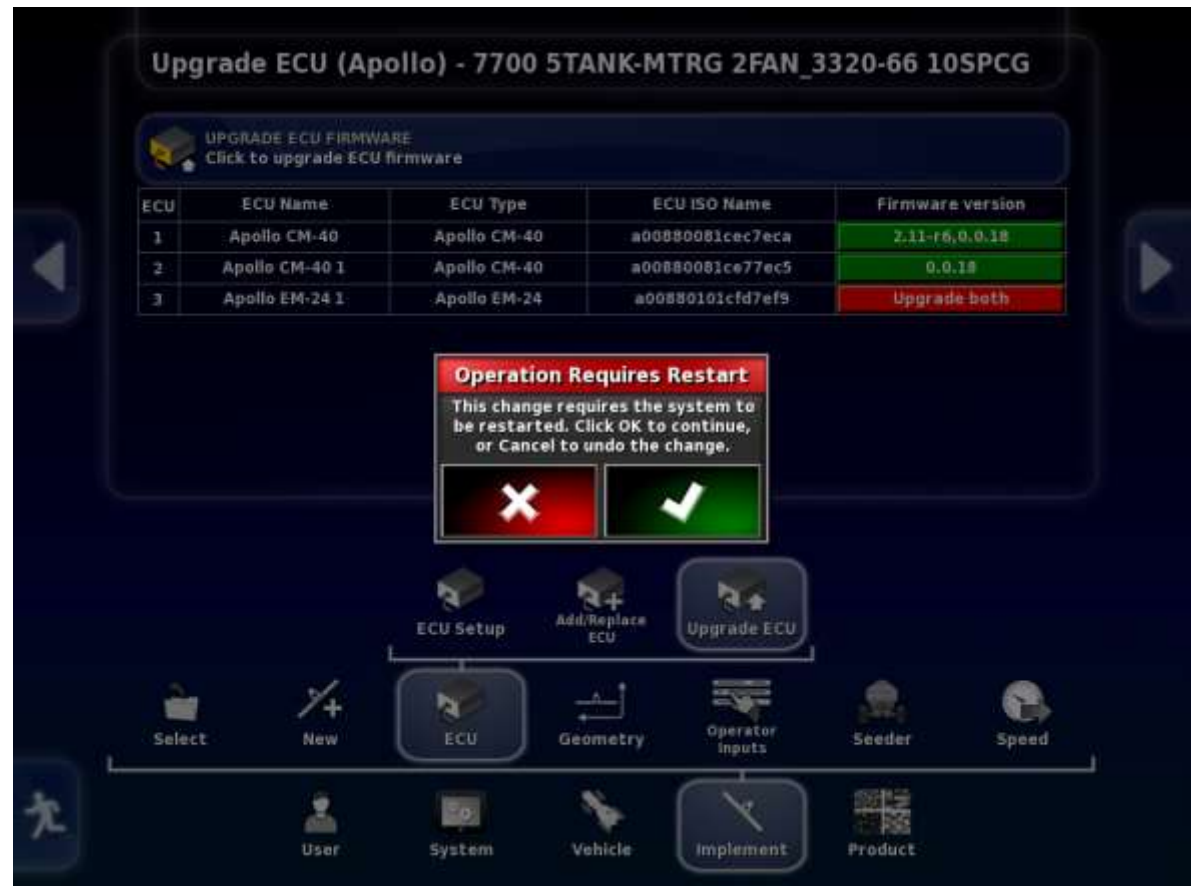 Upgrade ECU (Apollo) - 7700 5TANK-MTRG 2FAN_3320-66 10SPCG
UPGRADE ECU FIRMWARE
Click to upgrade ECU firmware
ECU ECU Name ECU Type ECU ISO Name Firmware version
1 Apollo CM-40 Apollo CM-40 a00880081cec7eca 2.11-r6,0.0.18
2 Apollo CM-40 1 Apollo CM-40 a00880081ce77ec5 0.0.18
3 Apollo EM-24 1 Apollo EM-24 a00880101cfd7ef9 Upgrade both
Operation Requires Restart
This change requires the system to
be restarted. Click OK to continue,
or Cancel to undo the change.
ECU Setup
Add/Replace
ECU
Upgrade ECU
Select
New
ECU
Geometry
Operator
Inputs
Seeder
Speed
User
System
Vehicle
Implement
Product